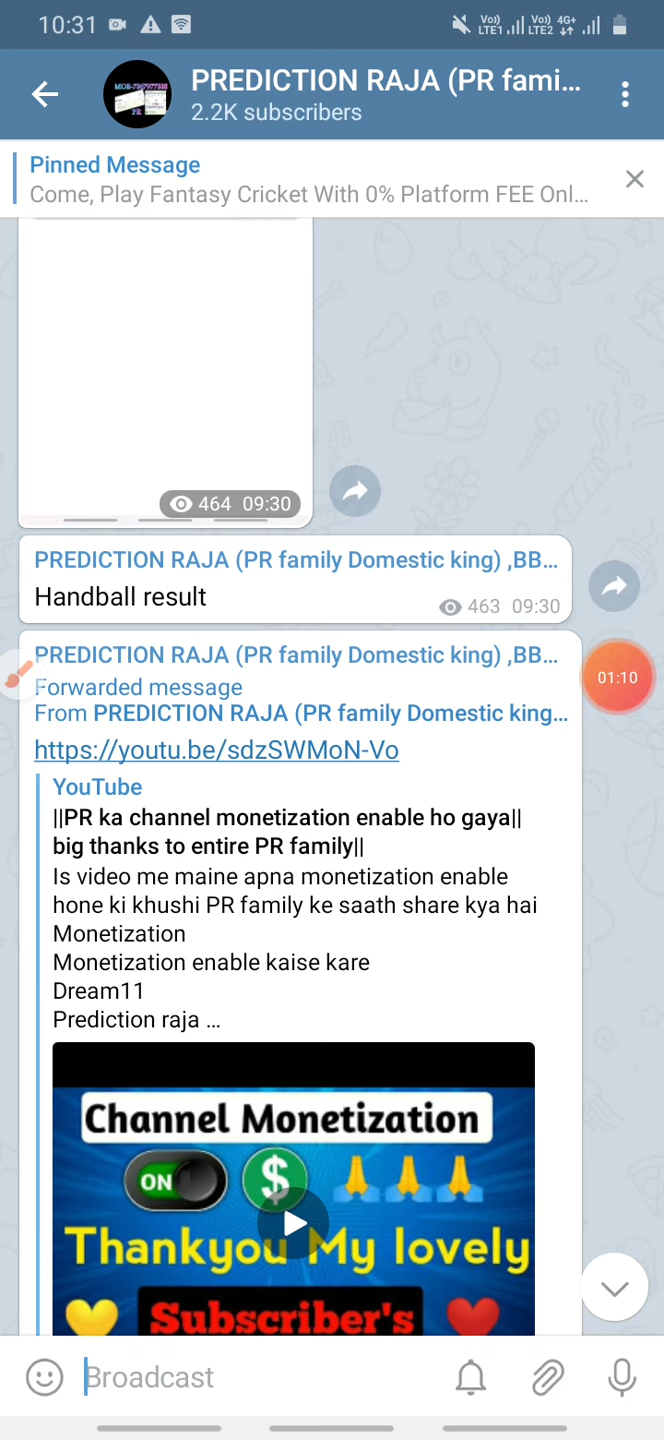 10:31
Vo)) LTE1 Vo)) LTE2 4G+
PREDICTION RAJA (PR fami...
2.2K subscribers
Pinned Message
Come, Play Fantasy Cricket With 0% Platform FEE Onl...
464 09:30
PREDICTION RAJA (PR family Domestic king) ,BB...
Handball result
463 09:30
PREDICTION RAJA (PR family Domestic king) ,BB...
Forwarded message
From PREDICTION RAJA (PR family Domestic king...
01:10
https://youtu.be/sdzSWMoN-Vo
YouTube
||PR ka channel monetization enable ho gaya||
big thanks to entire PR family||
Is video me maine apna monetization enable
hone ki khushi PR family ke saath share kya hai
Monetization
Monetization enable kaise kare
Dream11
Prediction raja ...
Channel Monetization
ON $
Thankyou My lovely
Subscriber's
Broadcast